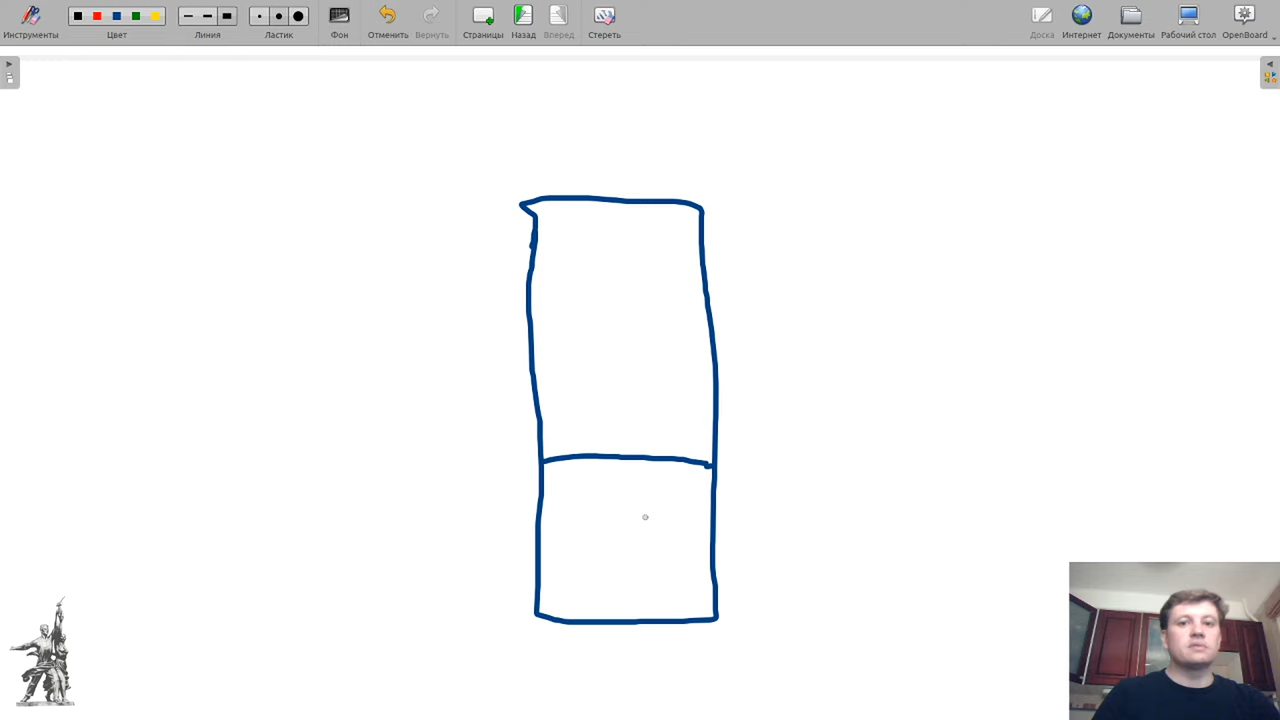 Инструменты
Цвет
Линия
Ластик
Фон
Отменить
Вернуть
Страницы
Назад
Вперед
Стереть
Доска
Интернет
Документы
Рабочий стол
OpenBoard